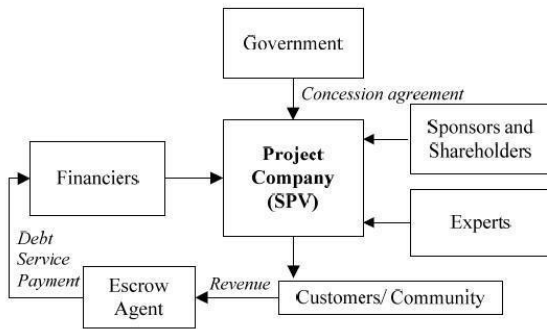 Government
Concession agreement
Sponsors and
Shareholders
Project
Company
(SPV)
Financiers
Experts
Debt
Service
Payment
Escrow
Agent
Revenue
Customers/ Community